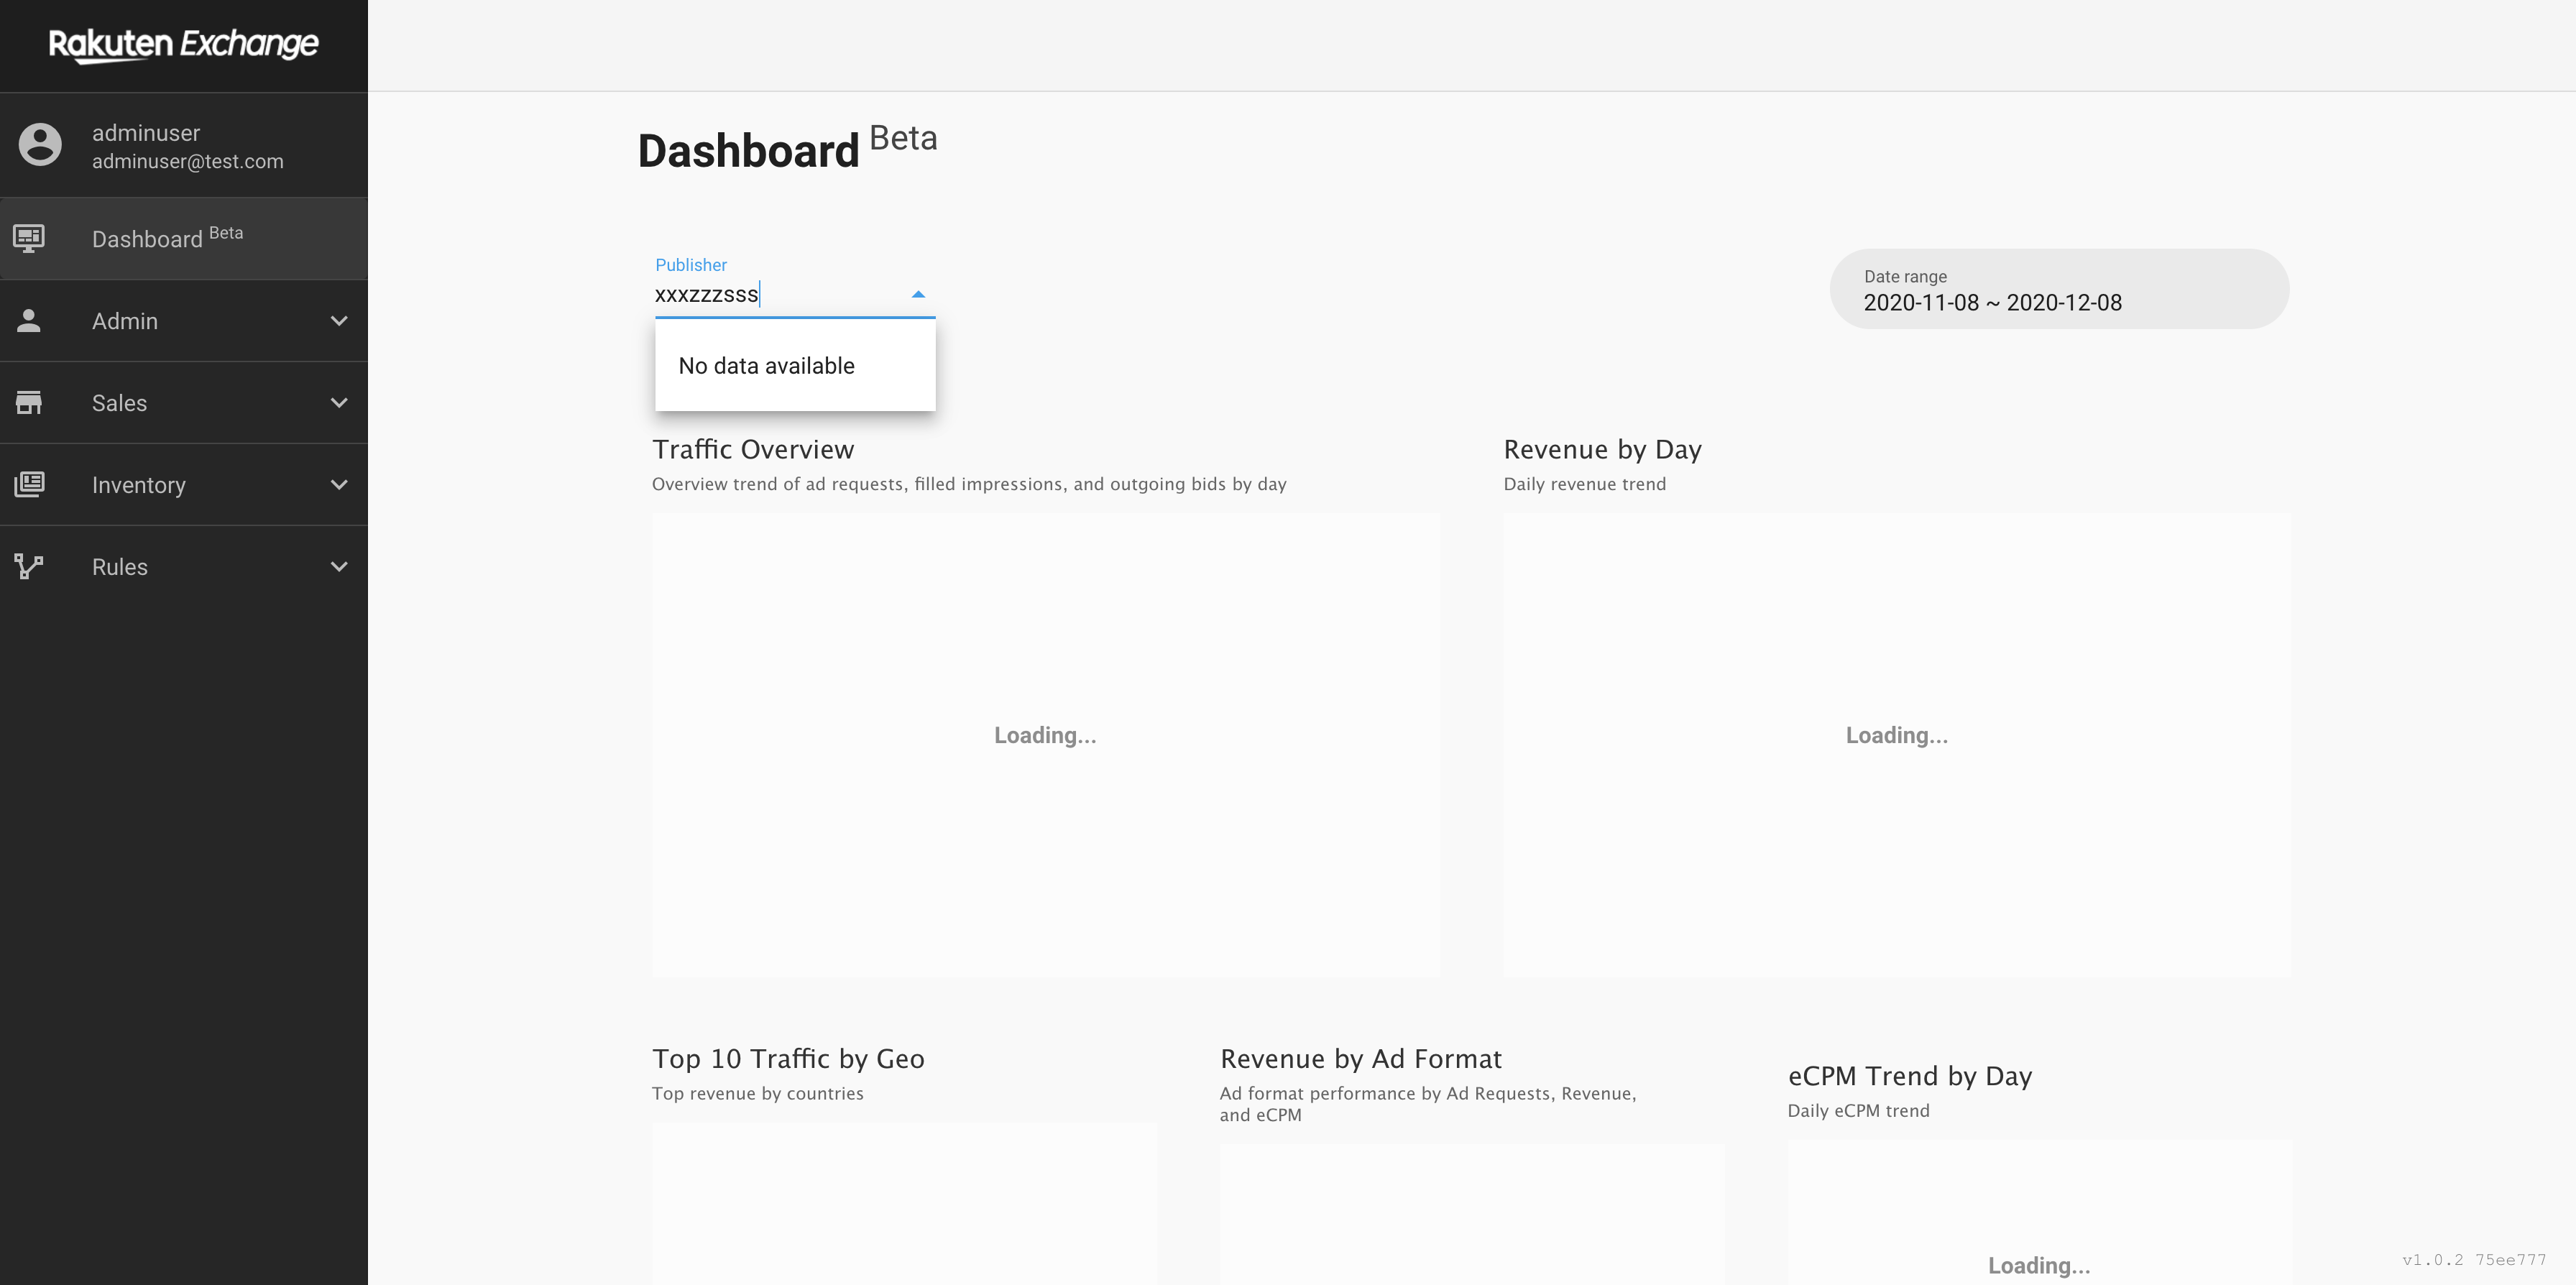 Rakuten Exchange
adminuser
adminuser@test.com
Dashboard Beta
Admin
Sales
Inventory
Rules
Dashboard Beta
Publisher
xxxzzzsss
No data available
Date range
2020-11-08 ~ 2020-12-08
Traffic Overview
Overview trend of ad requests, filled impressions, and outgoing bids by day
Loading...
Revenue by Day
Daily revenue trend
Loading...
Top 10 Traffic by Geo
Top revenue by countries
Revenue by Ad Format
Ad format performance by Ad Requests, Revenue,
and eCPM
eCPM Trend by Day
Daily eCPM trend
Loading...
v1.0.2 75ee777